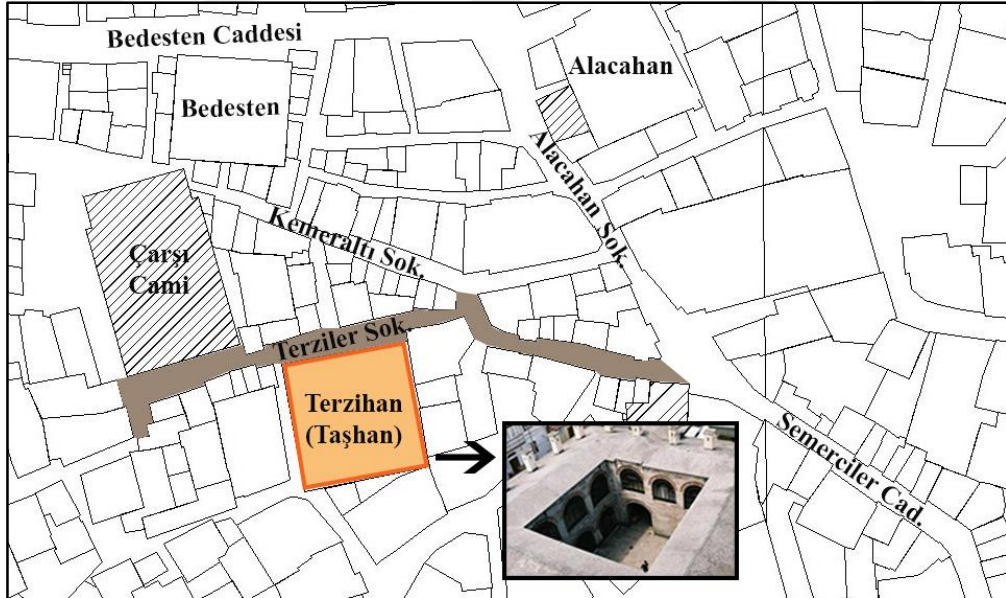 Bedesten Caddesi
Alacahan
Bedesten
Alacahan Sok.
Kemeraltı Sok.
Çarşı
Cami
Terziler Sok.
Terzihan
(Taşhan)
Semerciler Cad.